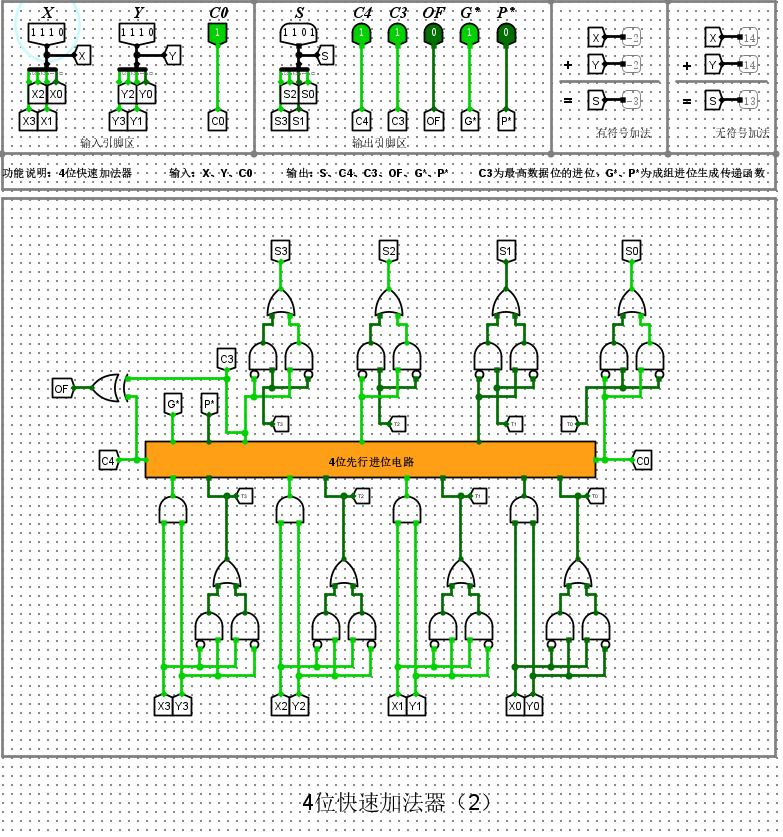 X Y C0 S C4 C3 OF G* P*
1 1 1 0 1 1 1 0 1 1 1 0 1 1 1 0 1 0
X Y S X -2 X 14
+ Y -2 + Y 14
X2 X0 Y2 Y0 S2 S0 = S -3 = S 13
X3 X1 Y3 Y1 C0 S3 S1 C4 C3 OF G* P*
输入引脚区 输出引脚区 有符号加法 无符号加法
功能说明：4位快速加法器 输入：X、Y、C0 输出：S、C4、C3、OF、G*、P* C3为最高数据位的进位，G*、P*为成组进位生成传递函数
S3 S2 S1 S0
C3
OF
G* P*
T3 T2 T1 T0
C4 4位先行进位电路 C0
T3 T2 T1 T0
X3 Y3 X2 Y2 X1 Y1 X0 Y0
4位快速加法器（2）